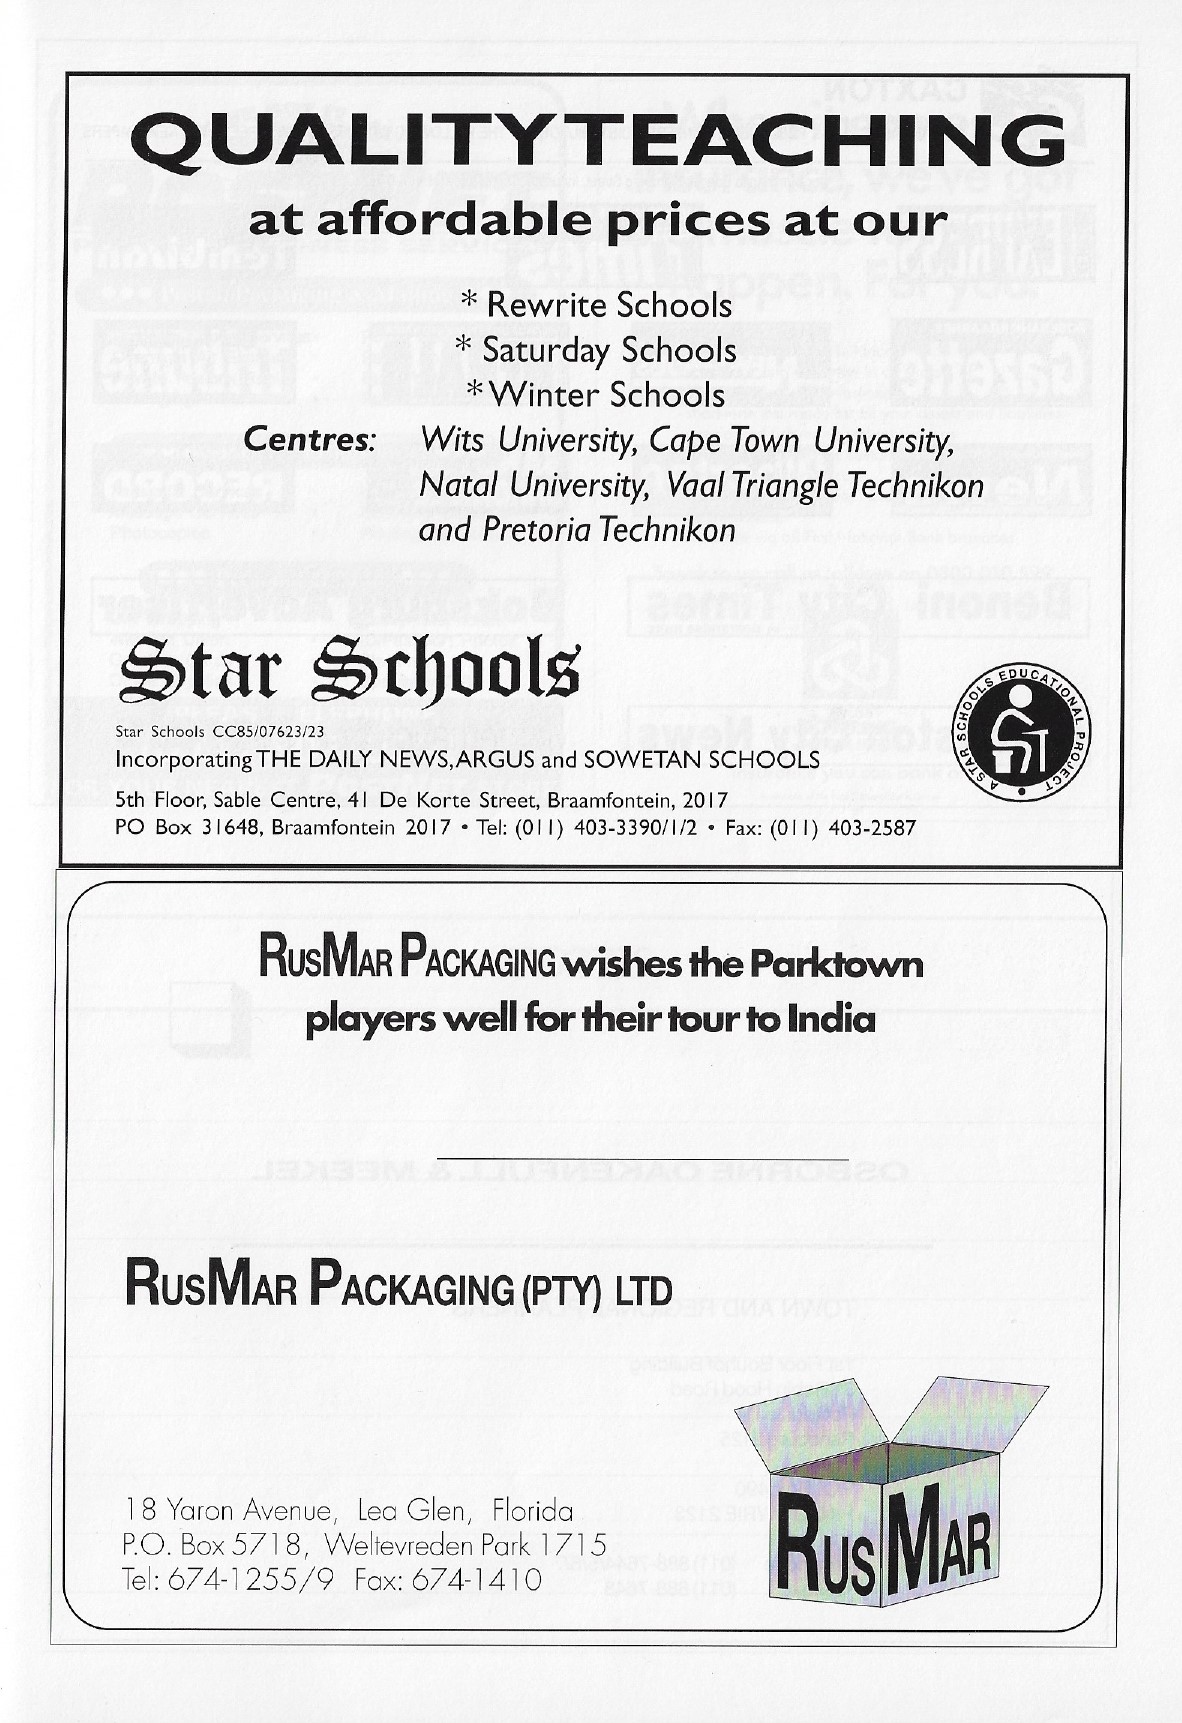 QUALITY TEACHING
at affordable prices at our
* Rewrite Schools
* Saturday Schools
* Winter Schools
Centres: Wits University, Cape Town University,
Natal University, Vaal Triangle Technikon
and Pretoria Technikon
Star Schools
Star Schools CC85/07623/23
Incorporating THE DAILY NEWS, ARGUS and SOWETAN SCHOOLS
5th Floor, Sable Centre, 41 De Korte Street, Braamfontein, 2017
PO Box 31648, Braamfontein 2017 • Tel: (011) 403-3390/1/2 • Fax: (011) 403-2587
A STAR SCHOOLS EDUCATIONAL PROJECT
RUSMAR PACKAGING wishes the Parktown
players well for their tour to India
RUSMAR PACKAGING (PTY) LTD
18 Yaron Avenue, Lea Glen, Florida
P.O. Box 5718, Weltevreden Park 1715
Tel: 674-1255/9 Fax: 674-1410
RUSMAR